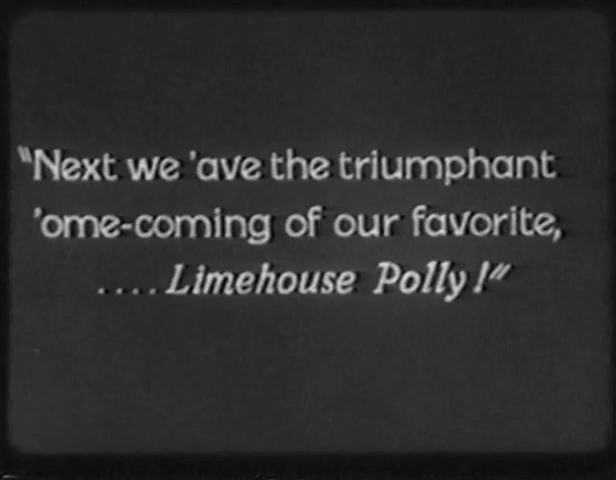 "Next we 'ave the triumphant
'ome-coming of our favorite,
....Limehouse Polly!"